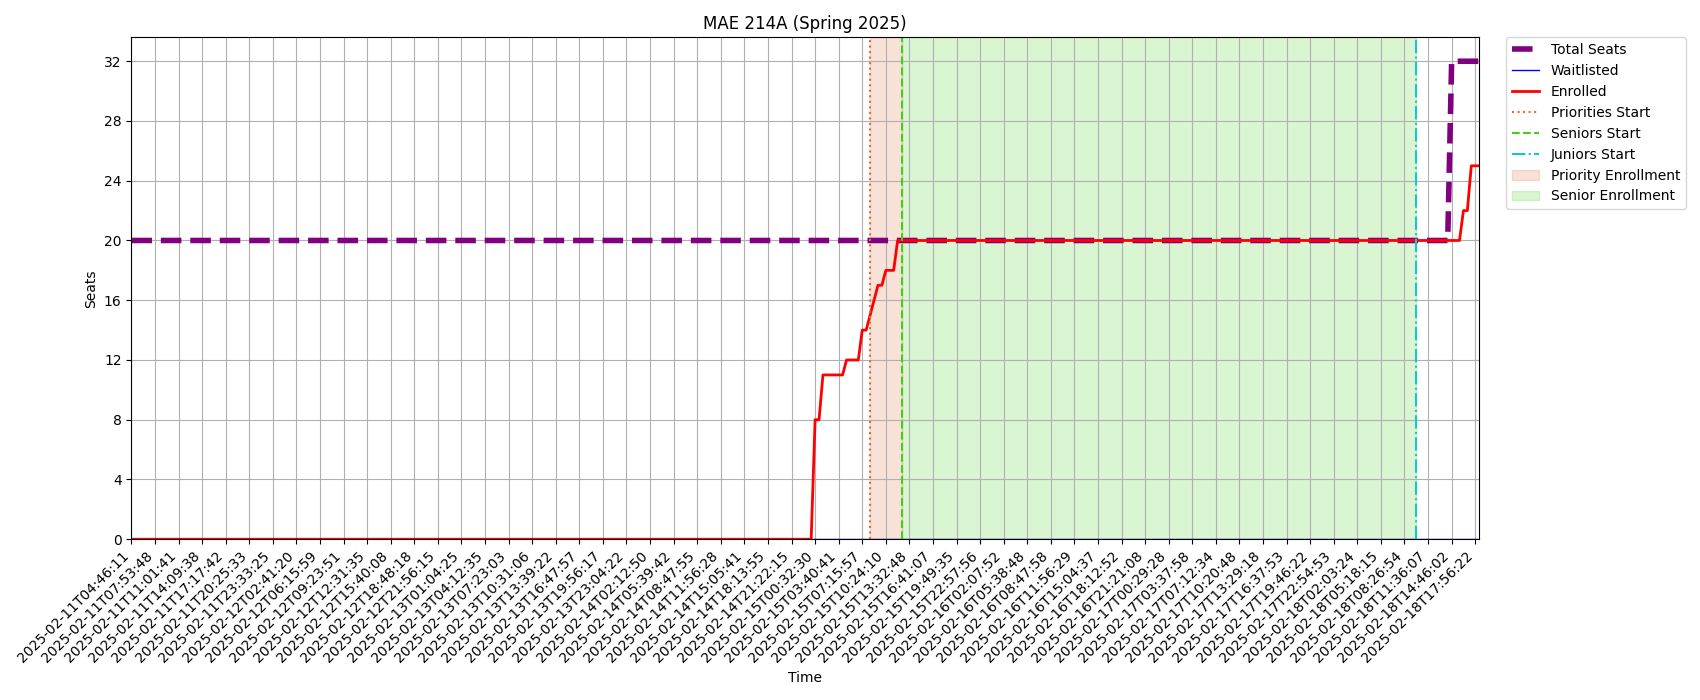 MAE 214A (Spring 2025)
Total Seats
Waitlisted
Enrolled
Priorities Start
Seniors Start
Juniors Start
Priority Enrollment
Senior Enrollment
Seats
32
28
24
20
16
12
8
4
0
2025-02-11T04:46:11
2025-02-11T07:53:48
2025-02-11T11:01:41
2025-02-11T14:09:38
2025-02-11T17:17:42
2025-02-11T20:25:33
2025-02-11T23:33:25
2025-02-12T02:41:20
2025-02-12T06:15:59
2025-02-12T09:23:51
2025-02-12T12:31:35
2025-02-12T15:40:08
2025-02-12T18:48:18
2025-02-12T21:56:15
2025-02-13T01:04:25
2025-02-13T04:12:35
2025-02-13T07:23:03
2025-02-13T10:31:06
2025-02-13T13:39:22
2025-02-13T16:47:57
2025-02-13T19:56:17
2025-02-13T23:04:22
2025-02-14T02:12:50
2025-02-14T05:39:42
2025-02-14T08:47:55
2025-02-14T11:56:28
2025-02-14T15:05:41
2025-02-14T18:13:55
2025-02-14T21:22:15
2025-02-15T00:32:30
2025-02-15T03:40:41
2025-02-15T07:15:57
2025-02-15T10:24:10
2025-02-15T13:32:48
2025-02-15T16:41:07
2025-02-15T19:49:35
2025-02-15T22:57:56
2025-02-16T02:07:52
2025-02-16T05:38:48
2025-02-16T08:47:58
2025-02-16T11:56:29
2025-02-16T15:04:37
2025-02-16T18:12:52
2025-02-16T21:21:08
2025-02-17T00:29:28
2025-02-17T03:37:58
2025-02-17T07:12:34
2025-02-17T10:20:48
2025-02-17T13:29:18
2025-02-17T16:37:53
2025-02-17T19:46:22
2025-02-17T22:54:53
2025-02-18T02:03:24
2025-02-18T05:18:15
2025-02-18T08:26:54
2025-02-18T11:36:07
2025-02-18T14:46:02
2025-02-18T17:56:22
Time